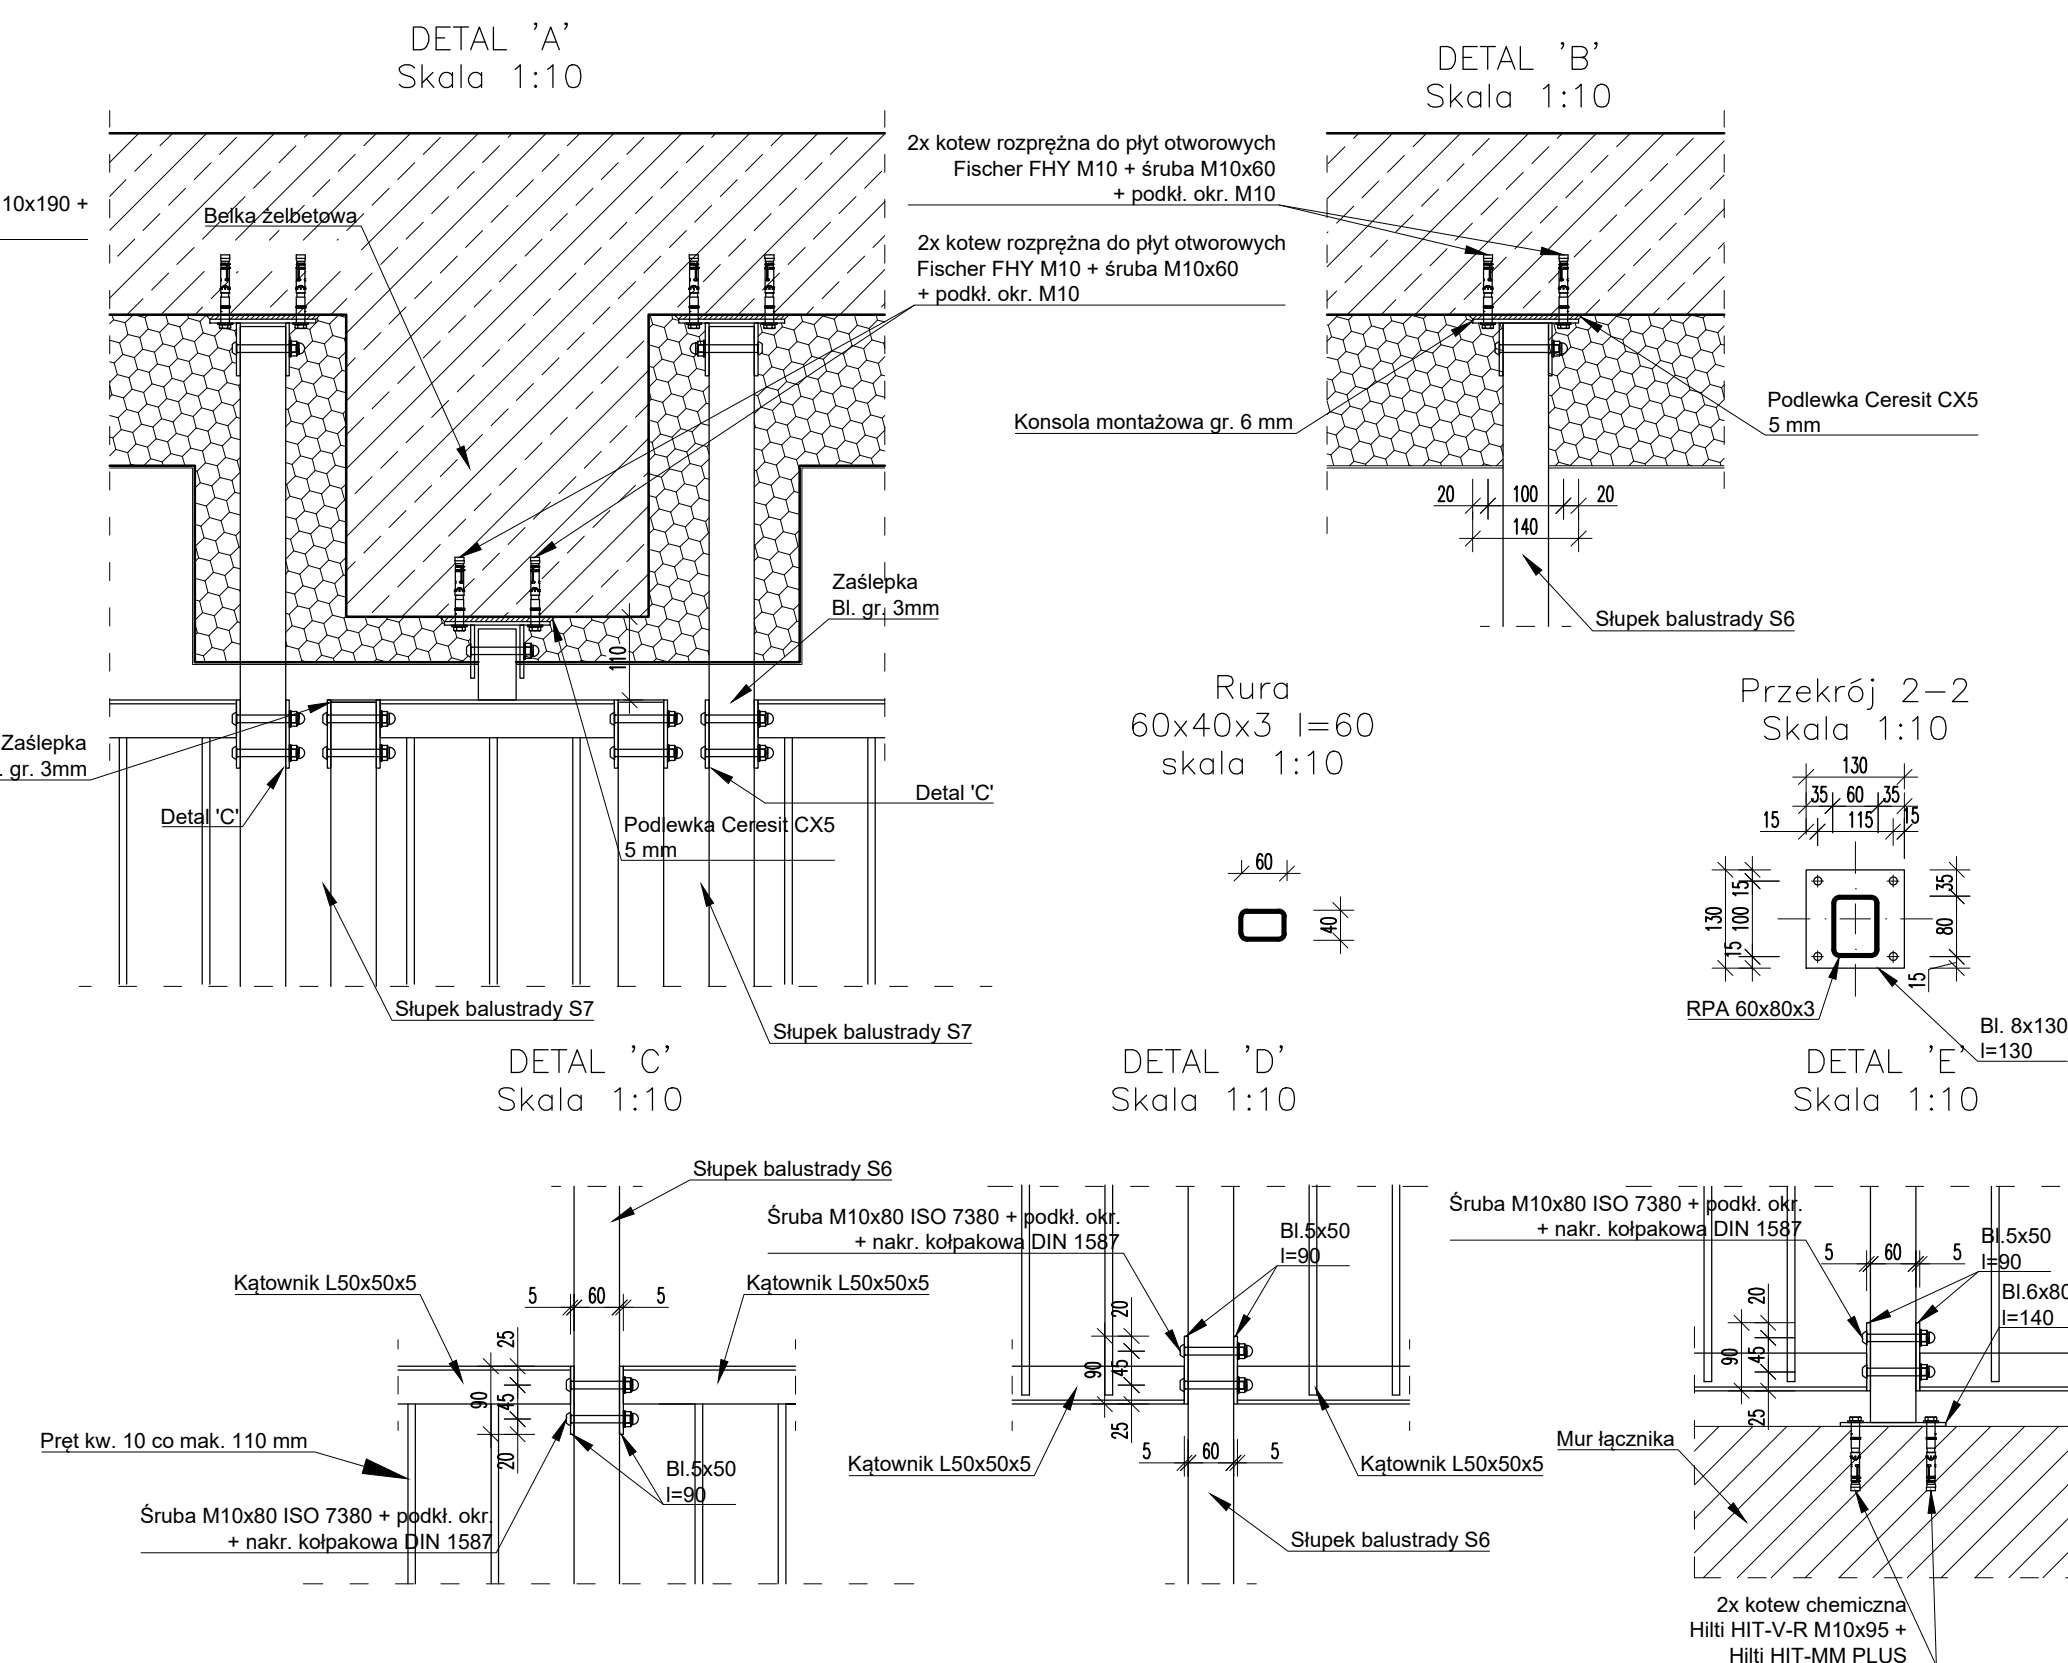 DETAL 'A'
Skala 1:10
DETAL 'B'
Skala 1:10
10x190 +
Belka żelbetowa
2x kotew rozprężna do płyt otworowych
Fischer FHY M10 + śruba M10x60
+ podkł. okr. M10
2x kotew rozprężna do płyt otworowych
Fischer FHY M10 + śruba M10x60
+ podkł. okr. M10
Konsola montażowa gr. 6 mm
Podlewka Ceresit CX5
5 mm
20
100
20
140
Słupek balustrady S6
Zaślepka
Bl. gr. 3mm
110
Zaślepka
. gr. 3mm
Detal 'C'
Detal 'C'
Podlewka Ceresit CX5
5 mm
Słupek balustrady S7
Słupek balustrady S7
Rura
60x40x3 l=60
skala 1:10
60
40
Przekrój 2-2
Skala 1:10
130
35
60
35
15
115
15
130
15
100
15
35
80
15
RPA 60x80x3
Bl. 8x130
l=130
DETAL 'C'
Skala 1:10
Słupek balustrady S6
Kątownik L50x50x5
5
60
5
Kątownik L50x50x5
25
90
45
20
Pręt kw. 10 co mak. 110 mm
Bl.5x50
l=90
Śruba M10x80 ISO 7380 + podkł. okr.
+ nakr. kołpakowa DIN 1587
DETAL 'D'
Skala 1:10
Śruba M10x80 ISO 7380 + podkł. okr.
+ nakr. kołpakowa DIN 1587
Bl.5x50
l=90
20
90
45
25
5
60
5
Kątownik L50x50x5
Kątownik L50x50x5
Słupek balustrady S6
DETAL 'E'
Skala 1:10
Śruba M10x80 ISO 7380 + podkł. okr.
+ nakr. kołpakowa DIN 1587
5
60
5
Bl.5x50
l=90
Bl.6x80
l=140
20
90
45
25
Mur łącznika
2x kotew chemiczna
Hilti HIT-V-R M10x95 +
Hilti HIT-MM PLUS